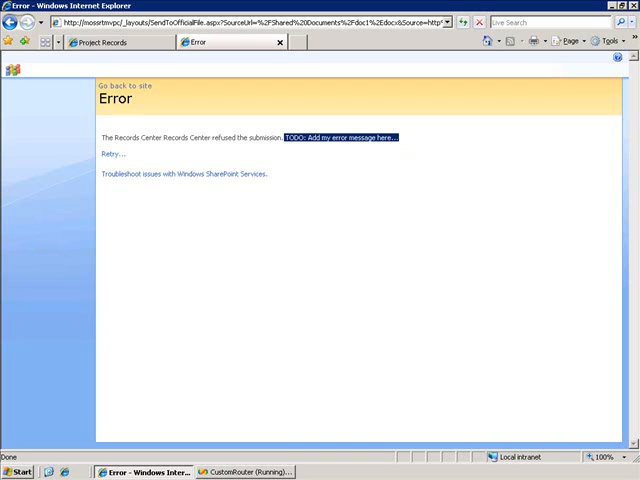 Error - Windows Internet Explorer
http://mossrtmvpc/_layouts/SendToOfficialFile.aspx?SourceUrl=%2FShared%20Documents%2Fdoc1%2Edocx&Source=http%
Live Search
Project Records
Error
Page
Tools
Go back to site
Error
The Records Center Records Center refused the submission. TODO: Add my error message here...
Retry...
Troubleshoot issues with Windows SharePoint Services.
Done
Local intranet
100%
Start
Error - Windows Inter...
CustomRouter (Running)...